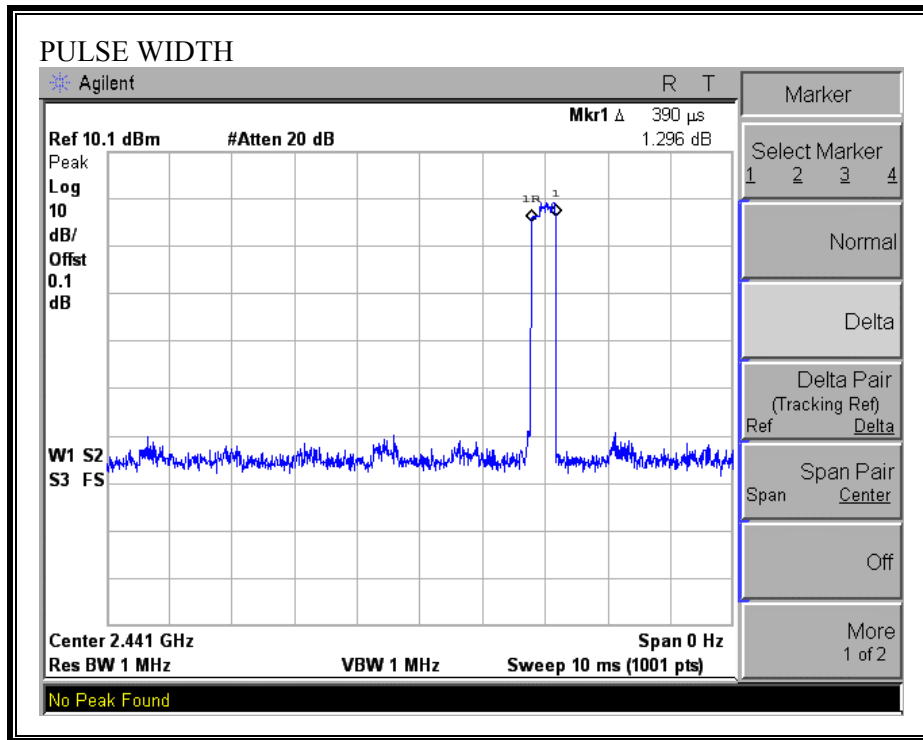 PULSE WIDTH
Agilent R T
Mkr1 Δ 390 μs
Ref 10.1 dBm #Atten 20 dB 1.296 dB
Peak
Log
10
dB/
Offst
0.1
dB
1R 1
W1 S2
S3 FS
Center 2.441 GHz Span 0 Hz
Res BW 1 MHz VBW 1 MHz Sweep 10 ms (1001 pts)
No Peak Found
Marker
Select Marker
1 2 3 4
Normal
Delta
Delta Pair
(Tracking Ref)
Ref Delta
Span Pair
Span Center
Off
More
1 of 2